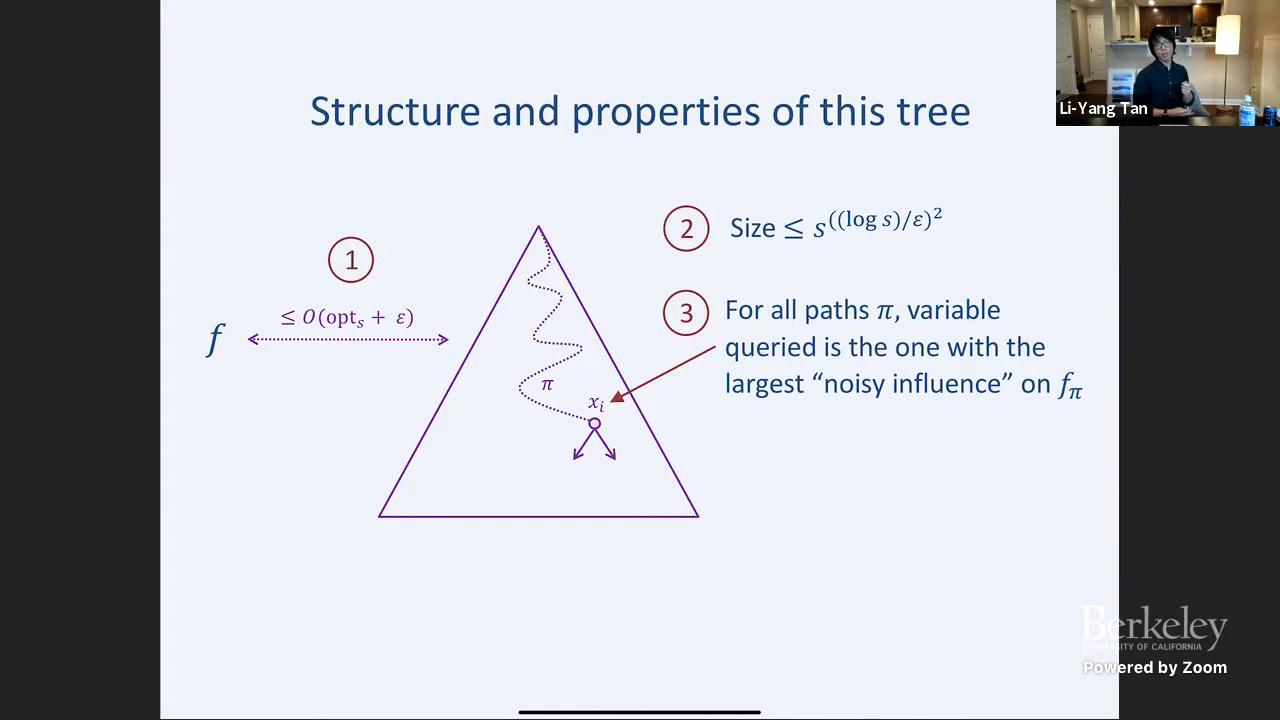 Li-Yang Tan
Structure and properties of this tree
1
≤ O(opt_s + ε)
f
π
x_i
2
Size ≤ s^((log s)/ε)^2
3
For all paths π, variable
queried is the one with the
largest “noisy influence” on f_π
Berkeley
UNIVERSITY OF CALIFORNIA
Powered by Zoom